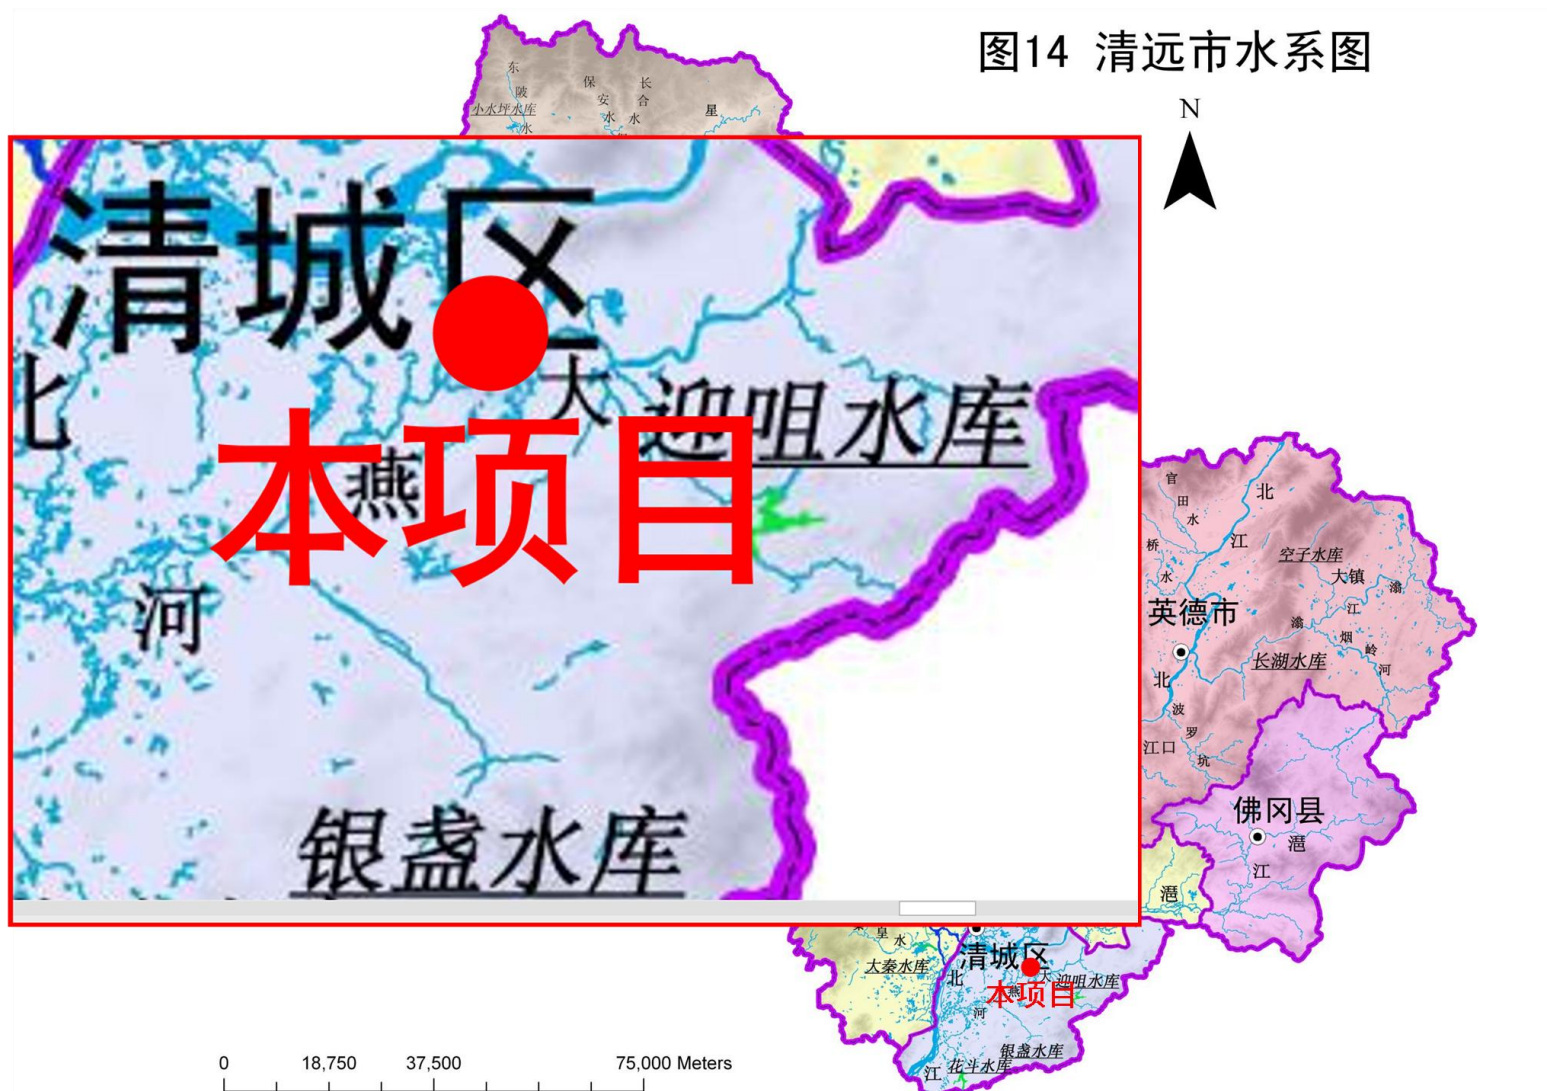 图14 清远市水系图
N
东
陂
水
小水坪水库
保
安
水
长
合
水
星
清城区
北
大
迎咀水库
本项目
燕
河
银盏水库
官
田
水
北
江
桥
水
空子水库
大镇
滃
江
英德市
滃
烟
岭
河
长湖水库
北
波
罗
坑
江口
佛冈县
潖
江
潖
皇
水
大秦水库
清城区
北
大
迎咀水库
本项目
燕
河
银盏水库
花斗水库
江
0 18,750 37,500 75,000 Meters